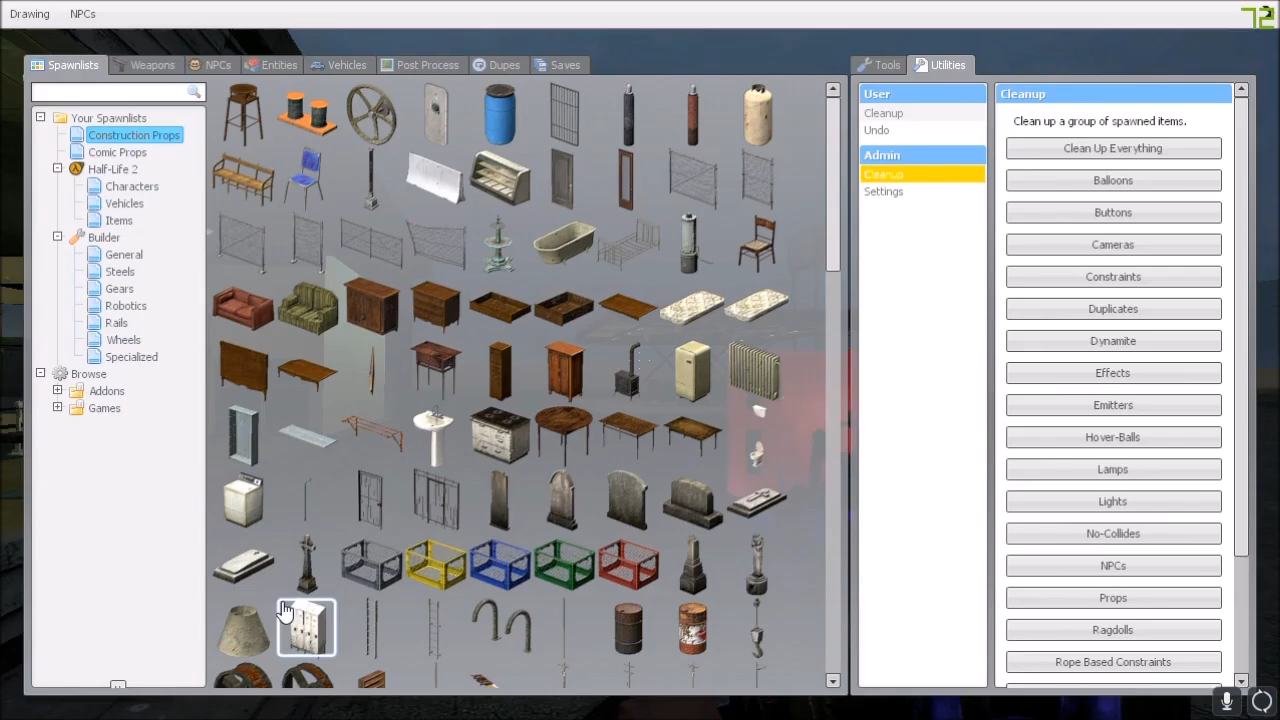 Drawing NPCs
72
Spawnlists Weapons NPCs Entities Vehicles Post Process Dupes Saves
Tools Utilities
Your Spawnlists
Construction Props
Comic Props
Half-Life 2
Characters
Vehicles
Items
Builder
General
Steels
Gears
Robotics
Rails
Wheels
Specialized
Browse
Addons
Games
User
Cleanup
Undo
Admin
Cleanup
Settings
Cleanup
Clean up a group of spawned items.
Clean Up Everything
Balloons
Buttons
Cameras
Constraints
Duplicates
Dynamite
Effects
Emitters
Hover-Balls
Lamps
Lights
No-Collides
NPCs
Props
Ragdolls
Rope Based Constraints